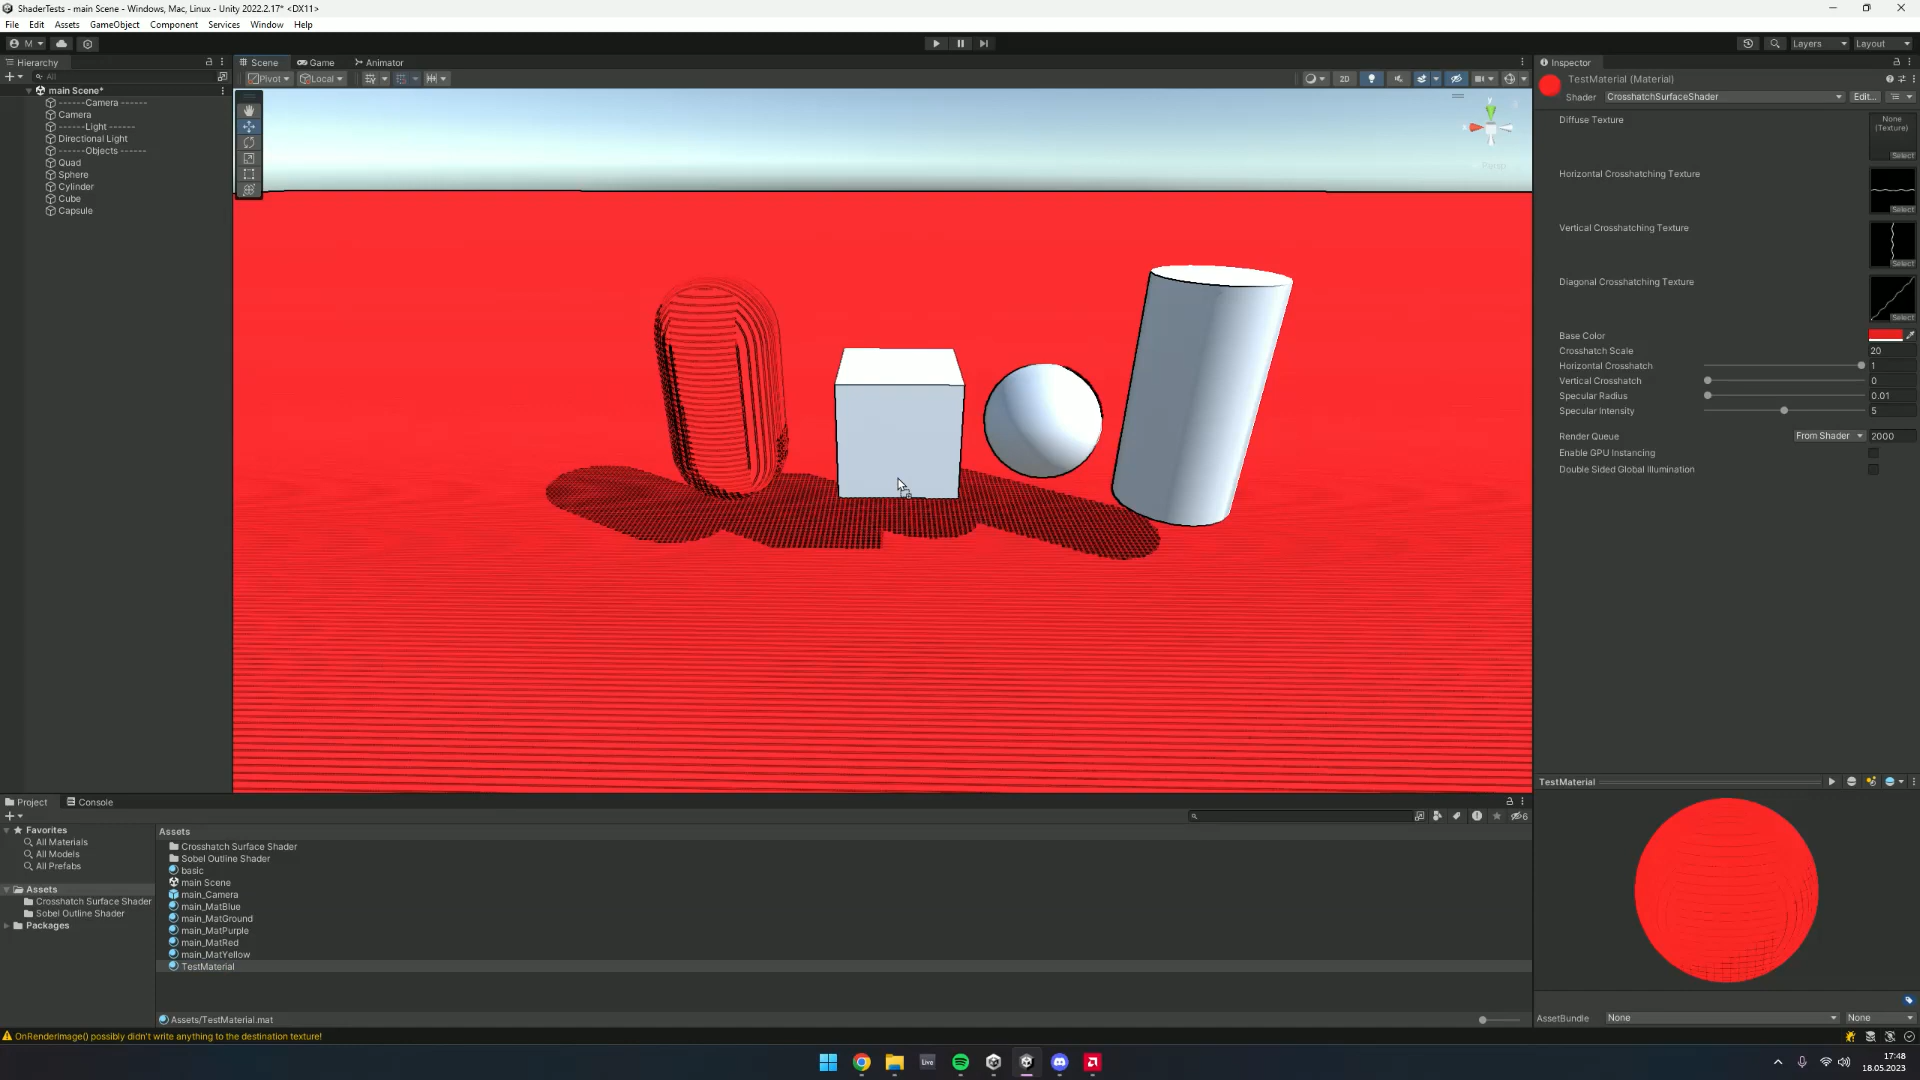 ShaderTests - main Scene - Windows, Mac, Linux - Unity 2022.2.17* <DX11>
File Edit Assets GameObject Component Services Window Help
M
Layers Layout
Hierarchy
All
main Scene*
------Camera ------
Camera
------Light ------
Directional Light
------Objects ------
Quad
Sphere
Cylinder
Cube
Capsule
Scene Game Animator
Pivot Local
2D
y
x
Persp
Inspector
TestMaterial (Material)
Shader CrosshatchSurfaceShader Edit...
Diffuse Texture
None
(Texture)
Select
Horizontal Crosshatching Texture
Select
Vertical Crosshatching Texture
Select
Diagonal Crosshatching Texture
Select
Base Color
Crosshatch Scale 20
Horizontal Crosshatch 1
Vertical Crosshatch 0
Specular Radius 0.01
Specular Intensity 5
Render Queue From Shader 2000
Enable GPU Instancing
Double Sided Global Illumination
TestMaterial
AssetBundle None None
Project Console
6
Favorites
All Materials
All Models
All Prefabs
Assets
Crosshatch Surface Shader
Sobel Outline Shader
Packages
Assets
Crosshatch Surface Shader
Sobel Outline Shader
basic
main Scene
main_Camera
main_MatBlue
main_MatGround
main_MatPurple
main_MatRed
main_MatYellow
TestMaterial
Assets/TestMaterial.mat
OnRenderImage() possibly didn't write anything to the destination texture!
Live
17:48
18.05.2023